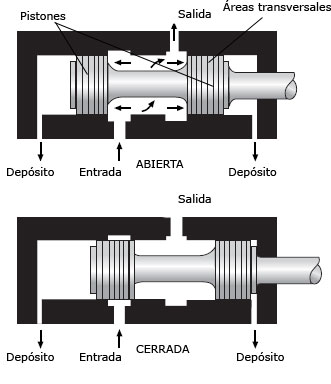 Salida
Áreas transversales
Pistones
Depósito
Entrada
ABIERTA
Depósito
Salida
Depósito
Entrada
CERRADA
Depósito